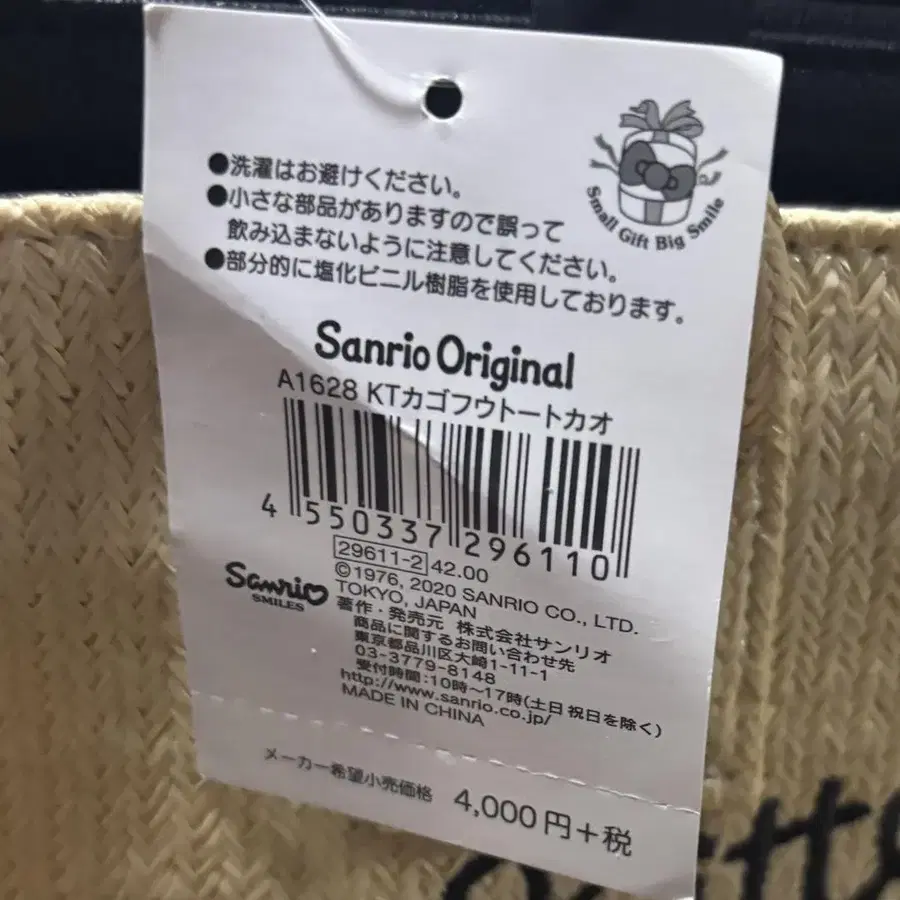 Small Gift Big Smile
●洗濯はお避けください。
●小さな部品がありますので誤って
飲み込まないように注意してください。
●部分的に塩化ビニル樹脂を使用しております。
Sanrio Original
A1628 KTカゴフウトートカオ
4 550337 296110
29611-2 42.00
©1976, 2020 SANRIO CO., LTD.
TOKYO, JAPAN
Sanrio
SMILES
著作・発売元 株式会社サンリオ
商品に関するお問い合わせ先
東京都品川区大崎1-11-1
03-3779-8148
受付時間:10時〜17時(土日祝日を除く)
http://www.sanrio.co.jp/
MADE IN CHINA
メーカー希望小売価格 4,000円+税